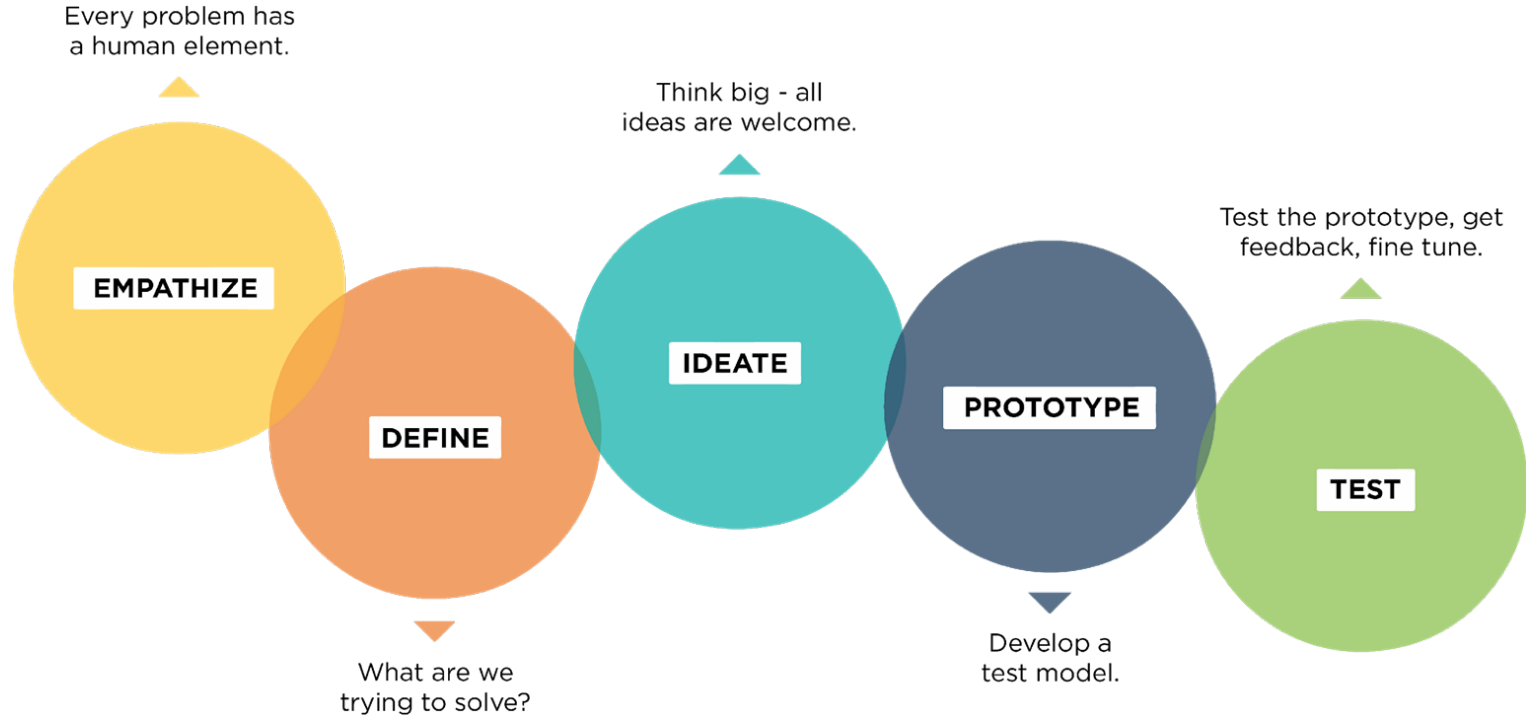 Every problem has
a human element.
EMPATHIZE
DEFINE
What are we
trying to solve?
Think big - all
ideas are welcome.
IDEATE
PROTOTYPE
Develop a
test model.
Test the prototype, get
feedback, fine tune.
TEST